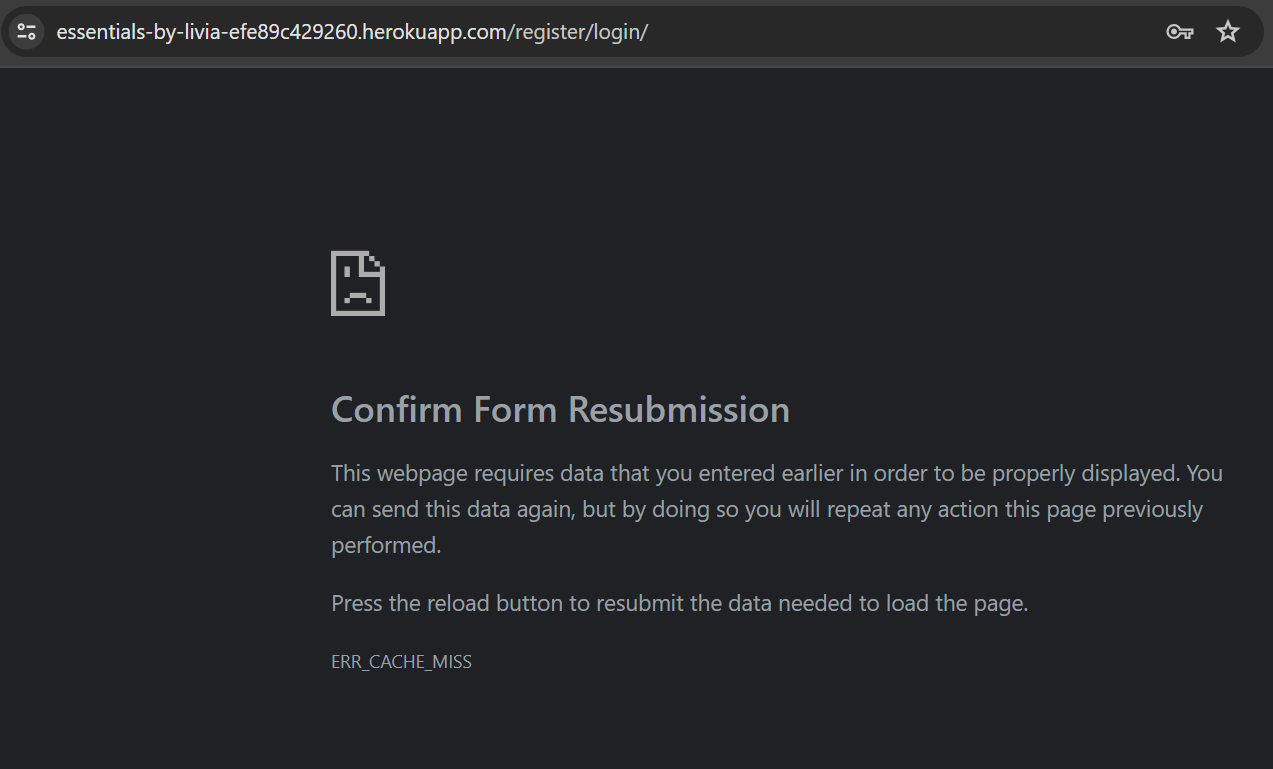 essentials-by-livia-efe89c429260.herokuapp.com/register/login/
Confirm Form Resubmission
This webpage requires data that you entered earlier in order to be properly displayed. You
can send this data again, but by doing so you will repeat any action this page previously
performed.
Press the reload button to resubmit the data needed to load the page.
ERR_CACHE_MISS